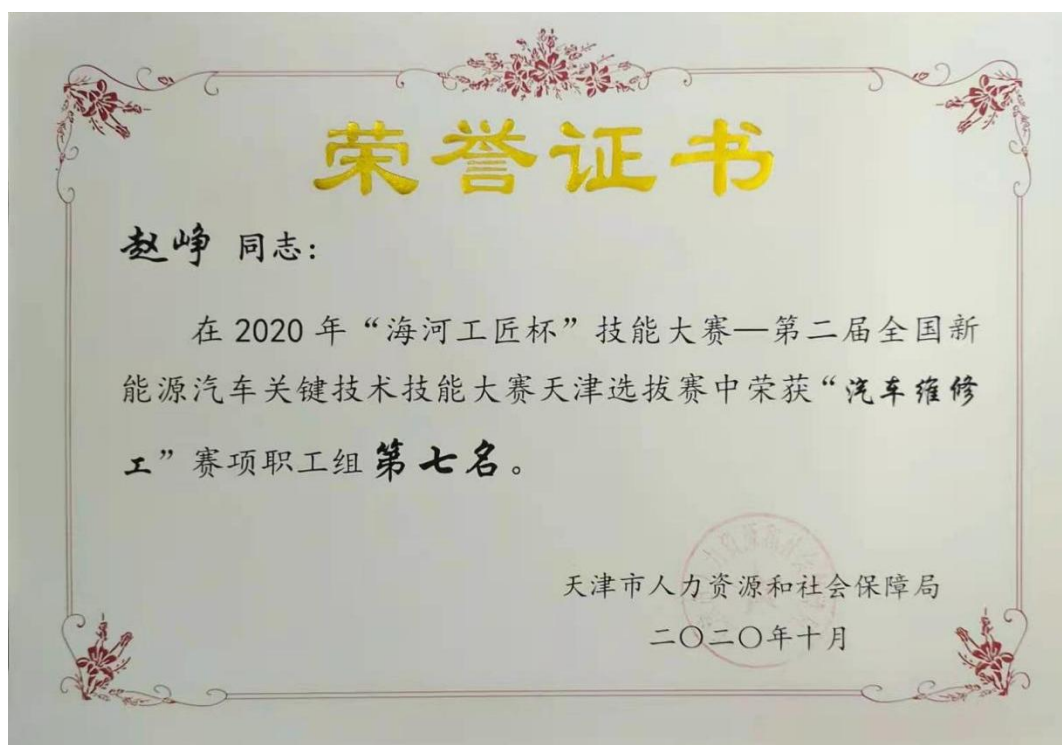 荣誉证书
赵峥 同志：
在 2020 年“海河工匠杯”技能大赛—第二届全国新
能源汽车关键技术技能大赛天津选拔赛中荣获“汽车维修
工”赛项职工组第七名。
天津市人力资源和社会保障局
二〇二〇年十月